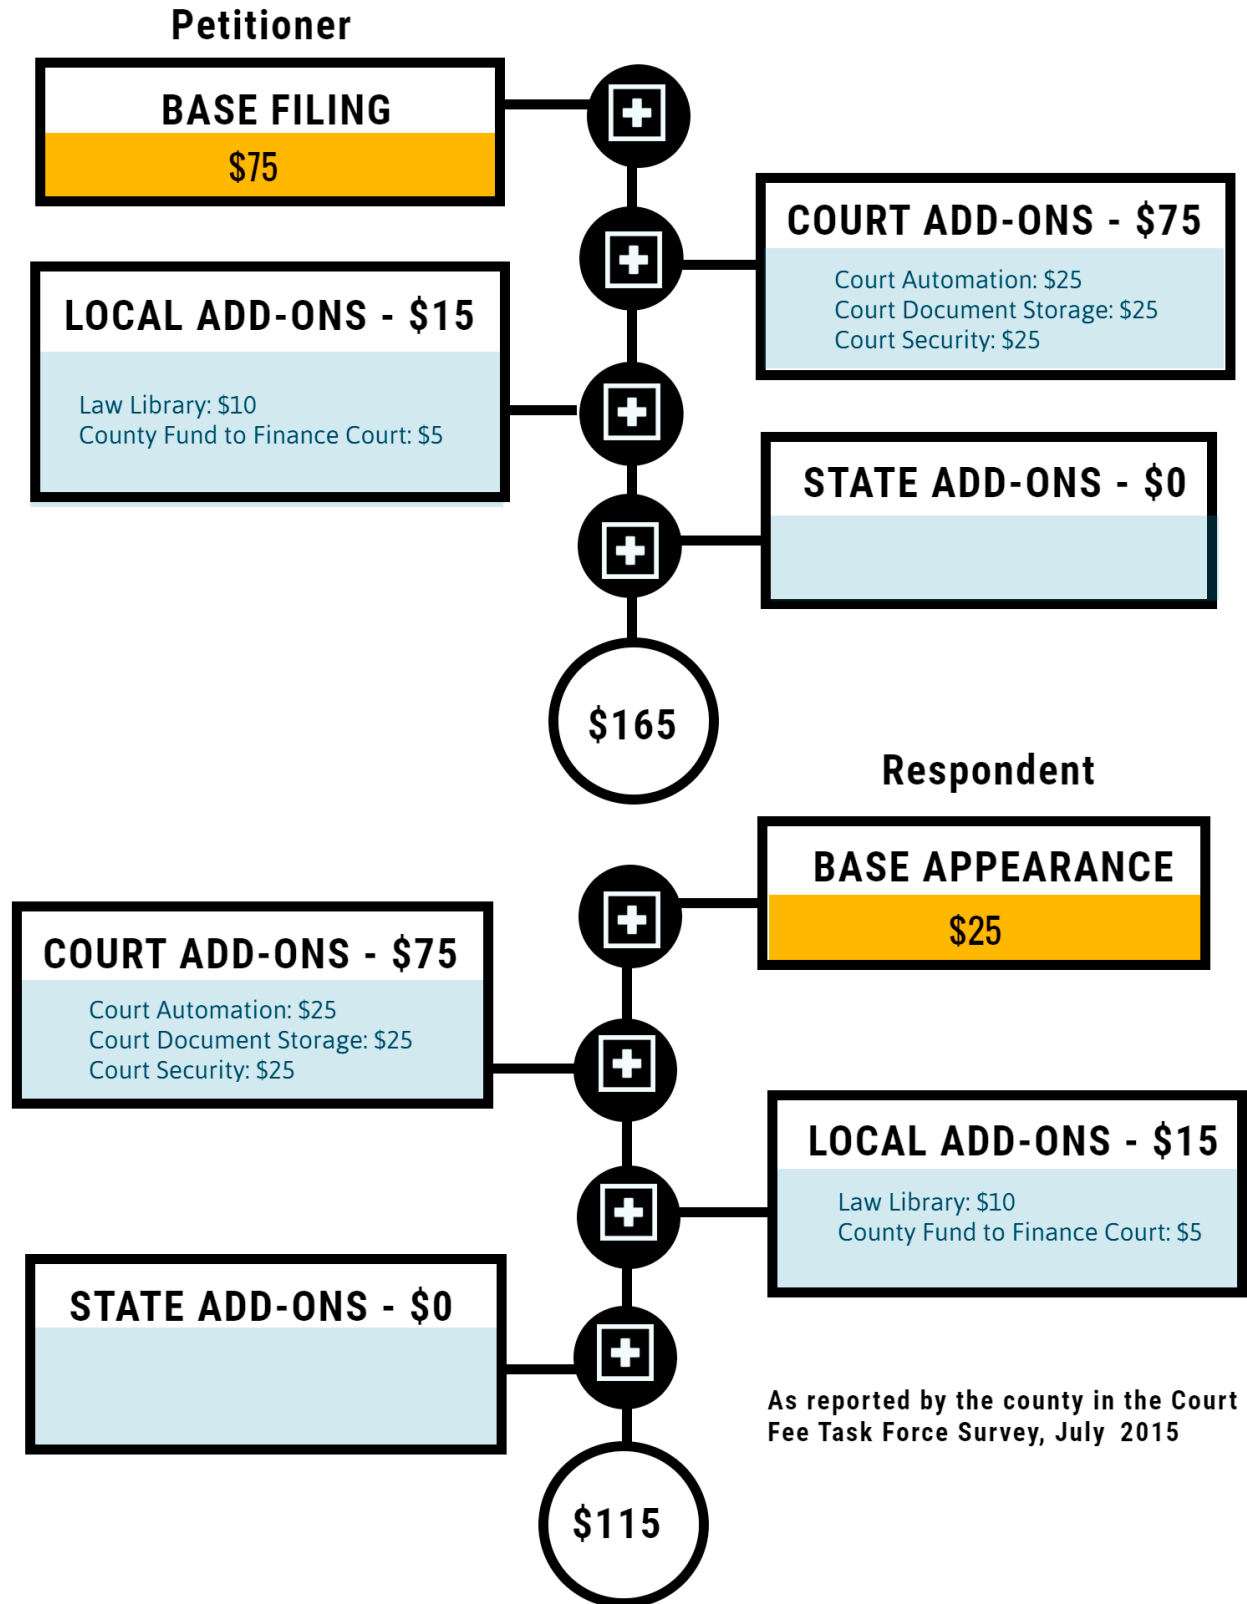 Petitioner
BASE FILING
$75
COURT ADD-ONS - $75
Court Automation: $25
Court Document Storage: $25
Court Security: $25
LOCAL ADD-ONS - $15
Law Library: $10
County Fund to Finance Court: $5
STATE ADD-ONS - $0
$165
Respondent
BASE APPEARANCE
$25
COURT ADD-ONS - $75
Court Automation: $25
Court Document Storage: $25
Court Security: $25
LOCAL ADD-ONS - $15
Law Library: $10
County Fund to Finance Court: $5
STATE ADD-ONS - $0
As reported by the county in the Court
Fee Task Force Survey, July 2015
$115